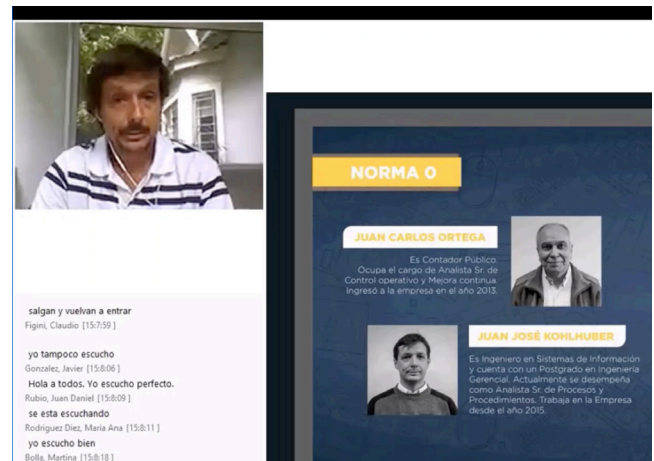 salgan y vuelvan a entrar
Figini, Claudio [15:7:59 ]
yo tampoco escucho
Gonzalez, Javier [15:8:06 ]
Hola a todos. Yo escucho perfecto.
Rubio, Juan Daniel [15:8:09 ]
se esta escuchando
Rodriguez Diez, Maria Ana [15:8:11 ]
yo escucho bien
Bolla, Martina [15:8:18 ]
NORMA 0
JUAN CARLOS ORTEGA
Es Contador Público.
Ocupa el cargo de Analista Sr. de
Control operativo y Mejora continua.
Ingresó a la empresa en el año 2013.
JUAN JOSÉ KOHLHUBER
Es Ingeniero en Sistemas de Información
y cuenta con un Postgrado en Ingeniería
Gerencial. Actualmente se desempeña
como Analista Sr. de Procesos y
Procedimientos. Trabaja en la Empresa
desde el año 2015.